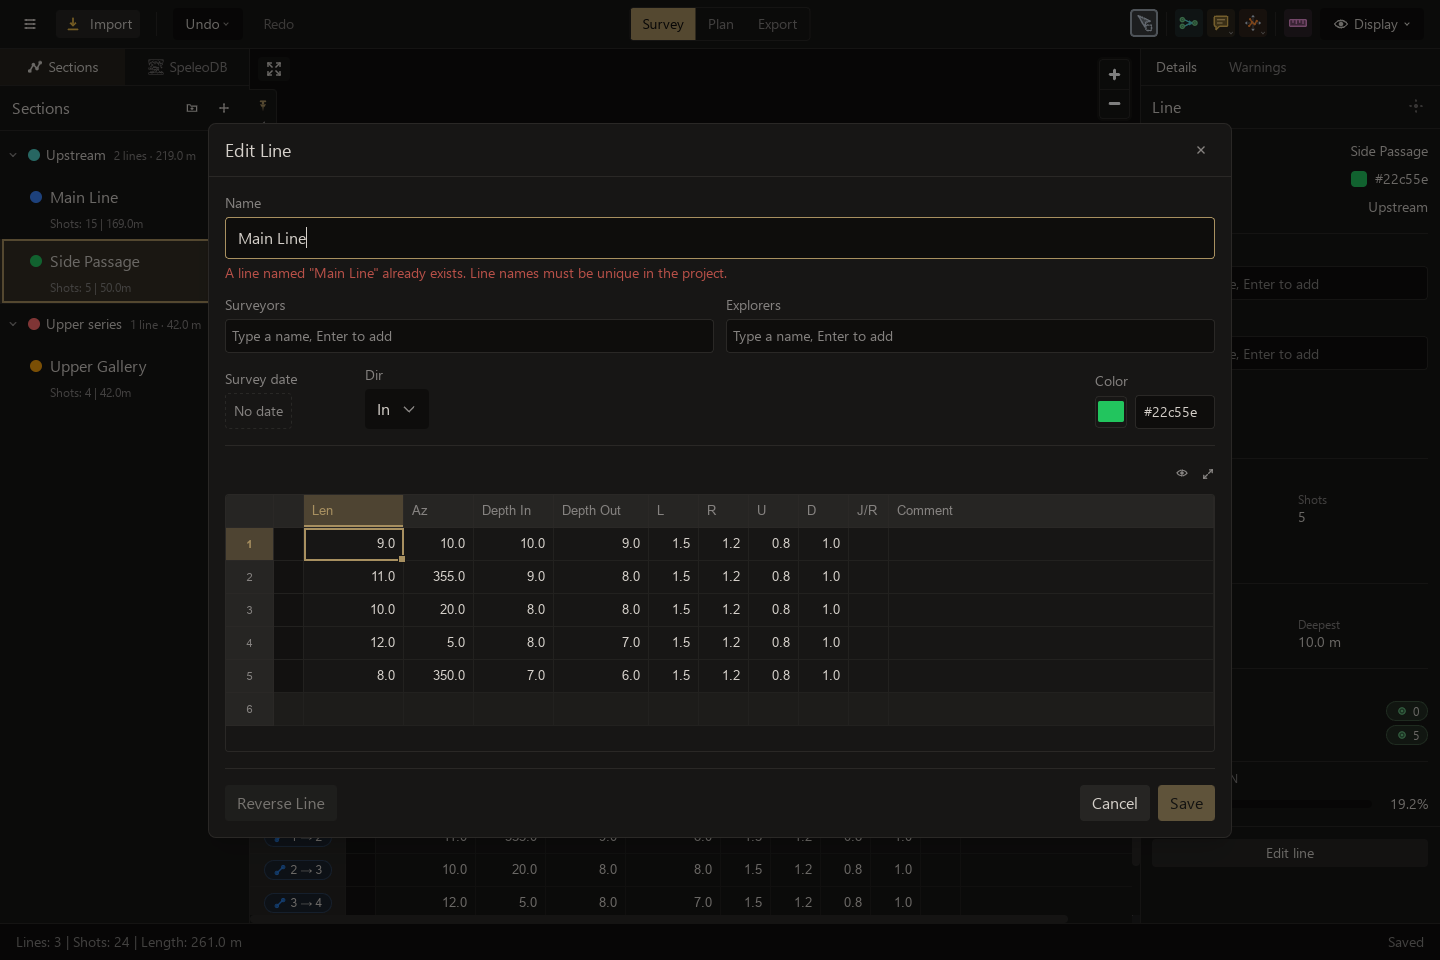 Import
Undo
Redo
Survey
Plan
Export
Display
Sections
SpeleoDB
Details
Warnings
Sections
Line
Upstream
2 lines · 219.0 m
Main Line
Shots: 15 | 169.0m
Side Passage
Shots: 5 | 50.0m
Upper series
1 line · 42.0 m
Upper Gallery
Shots: 4 | 42.0m
Edit Line
Name
Main Line
A line named "Main Line" already exists. Line names must be unique in the project.
Surveyors
Explorers
Type a name, Enter to add
Type a name, Enter to add
Survey date
Dir
Color
No date
In
#22c55e
Len Az Depth In Depth Out L R U D J/R Comment
1 9.0 10.0 10.0 9.0 1.5 1.2 0.8 1.0
2 11.0 355.0 9.0 8.0 1.5 1.2 0.8 1.0
3 10.0 20.0 8.0 8.0 1.5 1.2 0.8 1.0
4 12.0 5.0 8.0 7.0 1.5 1.2 0.8 1.0
5 8.0 350.0 7.0 6.0 1.5 1.2 0.8 1.0
6
Reverse Line
Cancel
Save
Side Passage
#22c55e
Upstream
, Enter to add
, Enter to add
Shots
5
Deepest
10.0 m
0
5
19.2%
Edit line
2 → 3 10.0 20.0 8.0 8.0 1.5 1.2 0.8 1.0
3 → 4 12.0 5.0 8.0 7.0 1.5 1.2 0.8 1.0
Lines: 3 | Shots: 24 | Length: 261.0 m
Saved